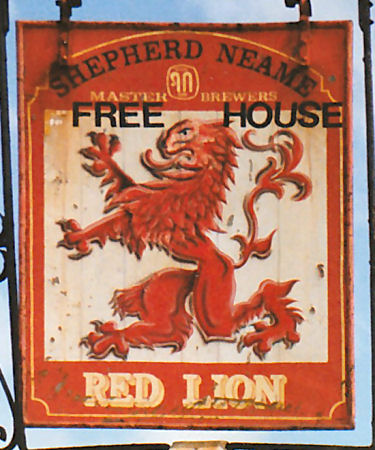 SHEPHERD NEAME
MASTER BREWERS
FREE HOUSE
RED LION